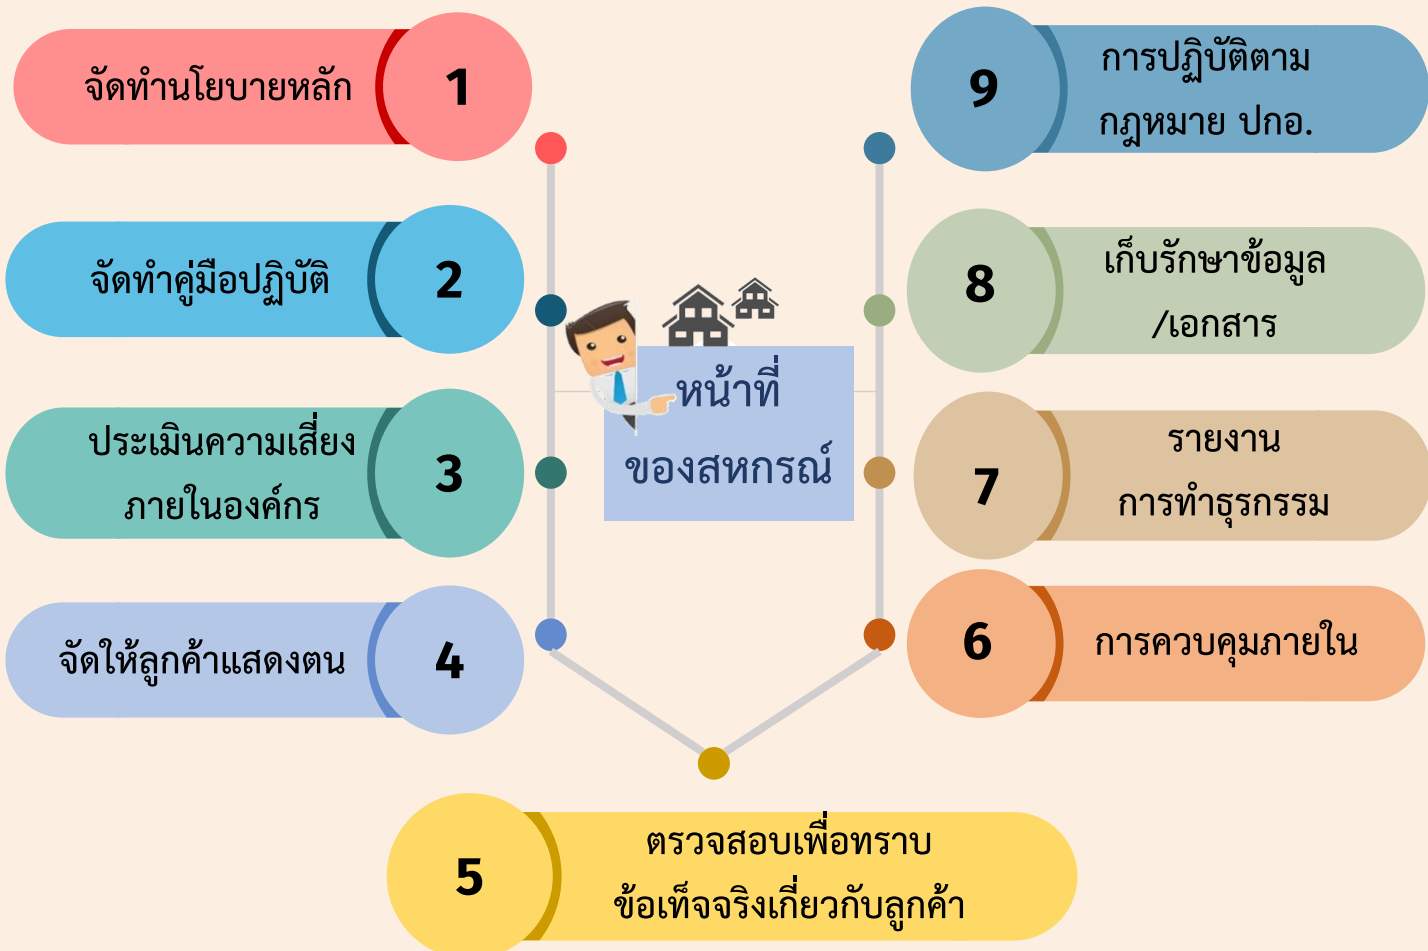 หน้าที่
ของสหกรณ์
จัดทำนโยบายหลัก
1
จัดทำคู่มือปฏิบัติ
2
ประเมินความเสี่ยง
ภายในองค์กร
3
จัดให้ลูกค้าแสดงตน
4
5
ตรวจสอบเพื่อทราบ
ข้อเท็จจริงเกี่ยวกับลูกค้า
6
การควบคุมภายใน
7
รายงาน
การทำธุรกรรม
8
เก็บรักษาข้อมูล
/เอกสาร
9
การปฏิบัติตาม
กฎหมาย ปกอ.